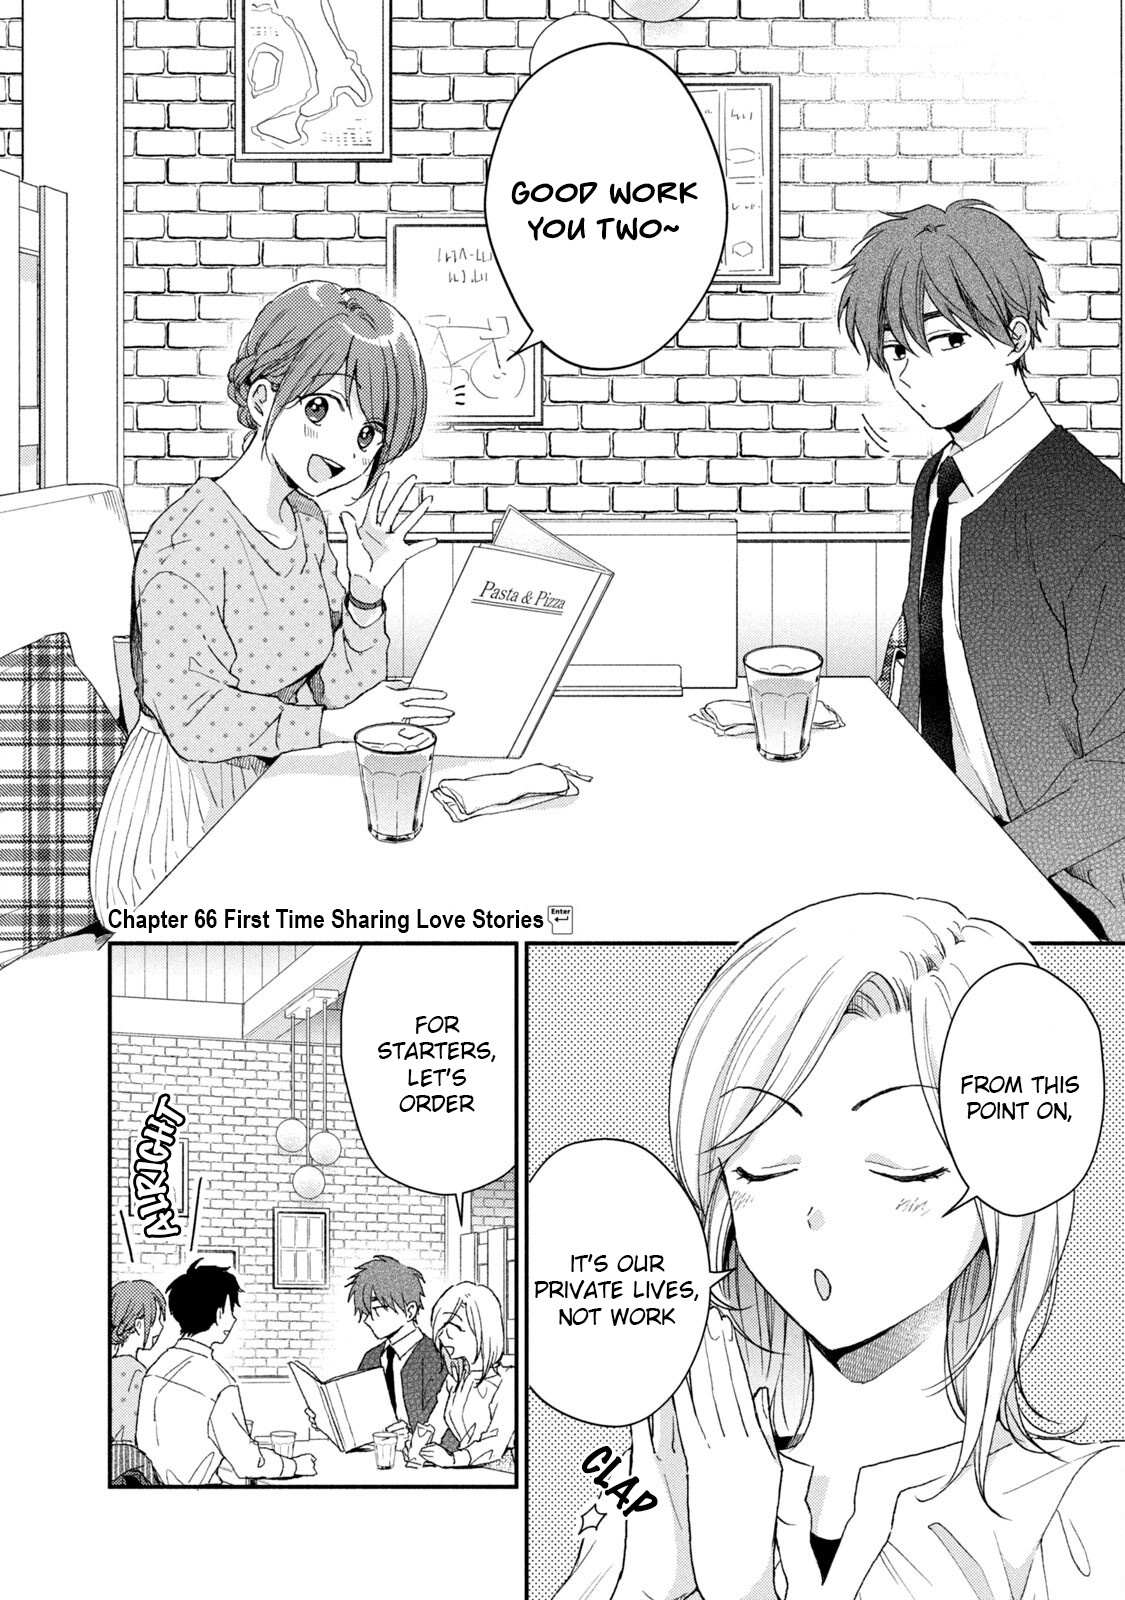 GOOD WORK
YOU TWO~
Pasta & Pizza
Chapter 66 First Time Sharing Love Stories
Enter
FROM THIS
POINT ON,
IT'S OUR
PRIVATE LIVES,
NOT WORK
CLAP
FOR
STARTERS,
LET'S
ORDER
ALRIGHT